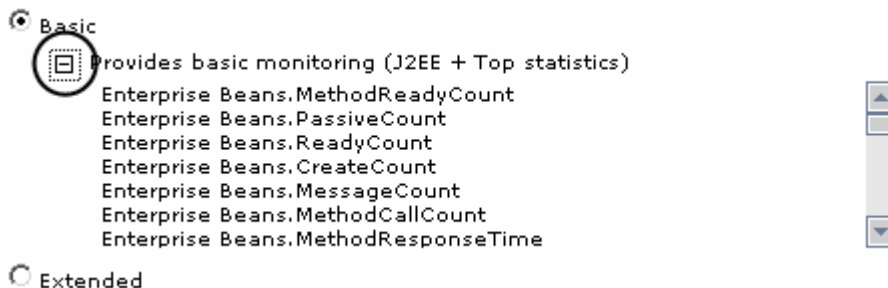 Basic
Provides basic monitoring (J2EE + Top statistics)
Enterprise Beans.MethodReadyCount
Enterprise Beans.PassiveCount
Enterprise Beans.ReadyCount
Enterprise Beans.CreateCount
Enterprise Beans.MessageCount
Enterprise Beans.MethodCallCount
Enterprise Beans.MethodResponseTime
Extended